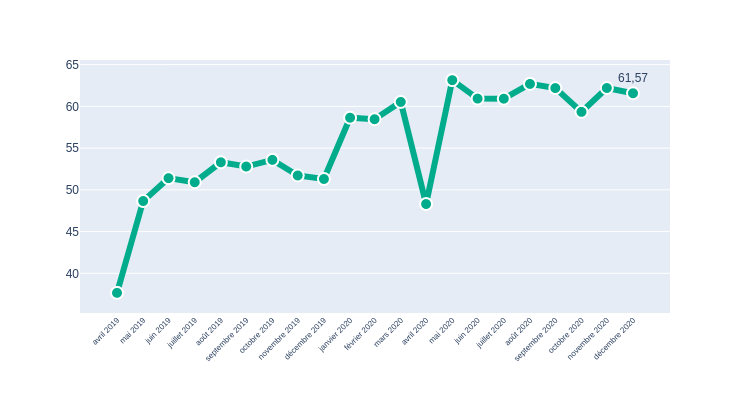 65
60
55
50
45
40
61,57
avril 2019
mai 2019
juin 2019
juillet 2019
août 2019
septembre 2019
octobre 2019
novembre 2019
décembre 2019
janvier 2020
février 2020
mars 2020
avril 2020
mai 2020
juin 2020
juillet 2020
août 2020
septembre 2020
octobre 2020
novembre 2020
décembre 2020